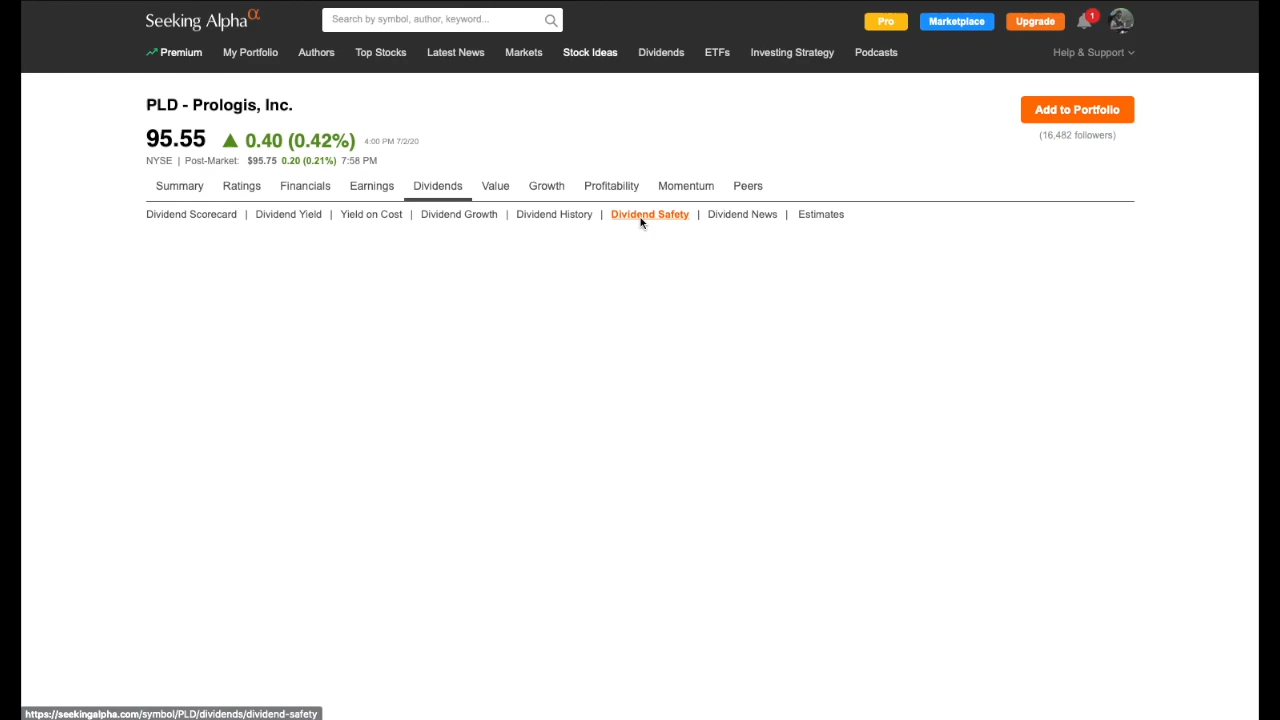 Seeking Alpha α
Search by symbol, author, keyword...
Pro
Marketplace
Upgrade
1
Premium
My Portfolio
Authors
Top Stocks
Latest News
Markets
Stock Ideas
Dividends
ETFs
Investing Strategy
Podcasts
Help & Support
PLD - Prologis, Inc.
Add to Portfolio
(16,482 followers)
95.55 ▲ 0.40 (0.42%) 4:00 PM 7/2/20
NYSE | Post-Market: $95.75 0.20 (0.21%) 7:58 PM
Summary
Ratings
Financials
Earnings
Dividends
Value
Growth
Profitability
Momentum
Peers
Dividend Scorecard | Dividend Yield | Yield on Cost | Dividend Growth | Dividend History | Dividend Safety | Dividend News | Estimates
https://seekingalpha.com/symbol/PLD/dividends/dividend-safety